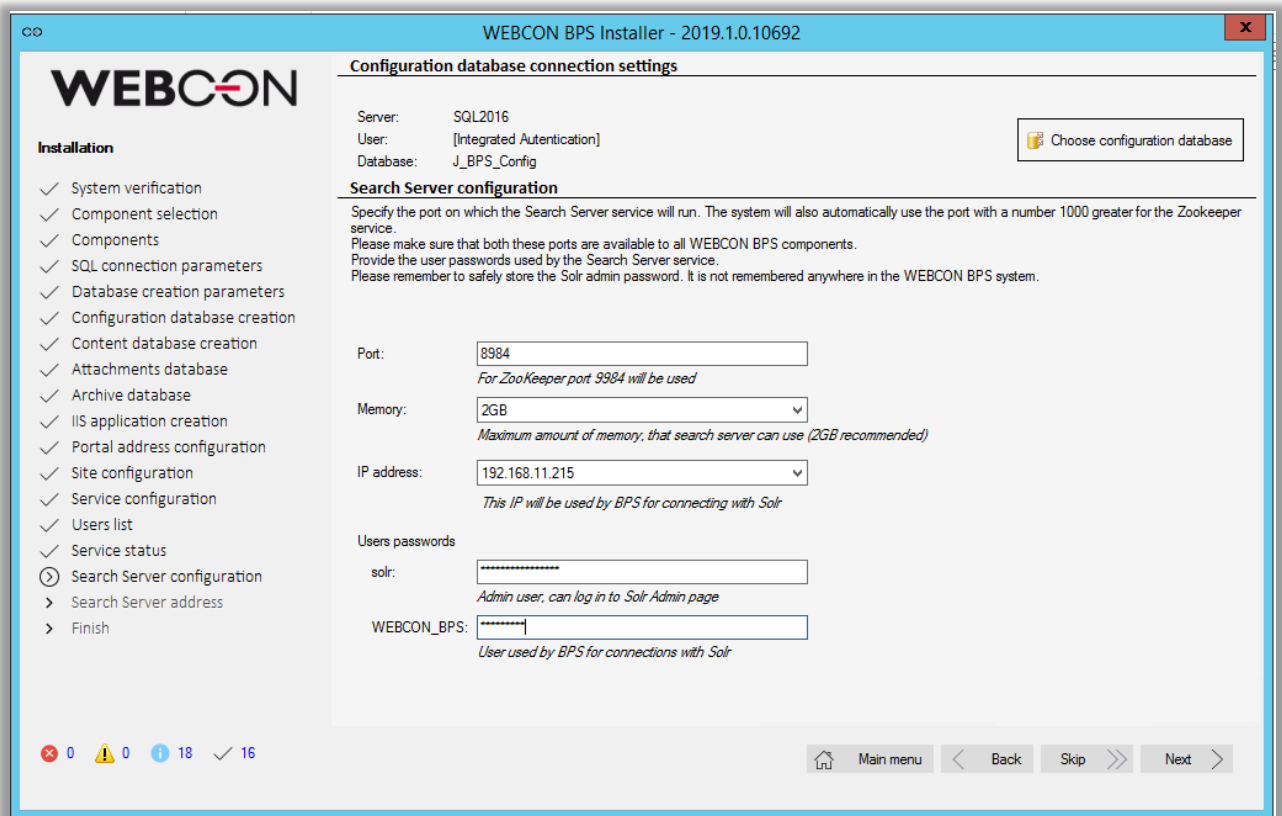 WEBCON BPS Installer - 2019.1.0.10692
x
WEBCON
Installation
System verification
Component selection
Components
SQL connection parameters
Database creation parameters
Configuration database creation
Content database creation
Attachments database
Archive database
IIS application creation
Portal address configuration
Site configuration
Service configuration
Users list
Service status
Search Server configuration
Search Server address
Finish
0 0 18 16
Configuration database connection settings
Server: SQL2016
User: [Integrated Autentication]
Database: J_BPS_Config
Choose configuration database
Search Server configuration
Specify the port on which the Search Server service will run. The system will also automatically use the port with a number 1000 greater for the Zookeeper
service.
Please make sure that both these ports are available to all WEBCON BPS components.
Provide the user passwords used by the Search Server service.
Please remember to safely store the Solr admin password. It is not remembered anywhere in the WEBCON BPS system.
Port: 8984
For ZooKeeper port 9984 will be used
Memory: 2GB
Maximum amount of memory, that search server can use (2GB recommended)
IP address: 192.168.11.215
This IP will be used by BPS for connecting with Solr
Users passwords
solr: ****************
Admin user, can log in to Solr Admin page
WEBCON_BPS: *********
User used by BPS for connections with Solr
Main menu Back Skip Next